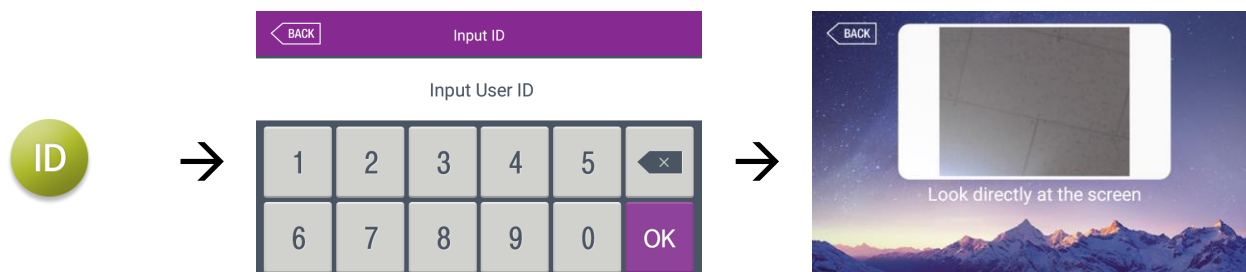 ID
BACK
Input ID
Input User ID
1 2 3 4 5 ×
6 7 8 9 0 OK
BACK
Look directly at the screen